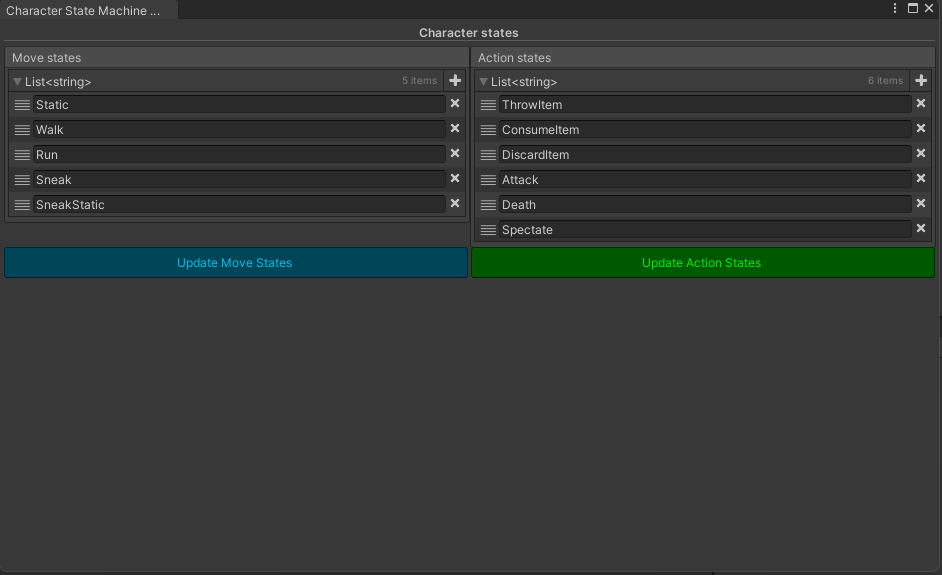 Character State Machine ...
Character states
Move states
List<string> 5 items
Static
Walk
Run
Sneak
SneakStatic
Update Move States
Action states
List<string> 6 items
ThrowItem
ConsumeItem
DiscardItem
Attack
Death
Spectate
Update Action States